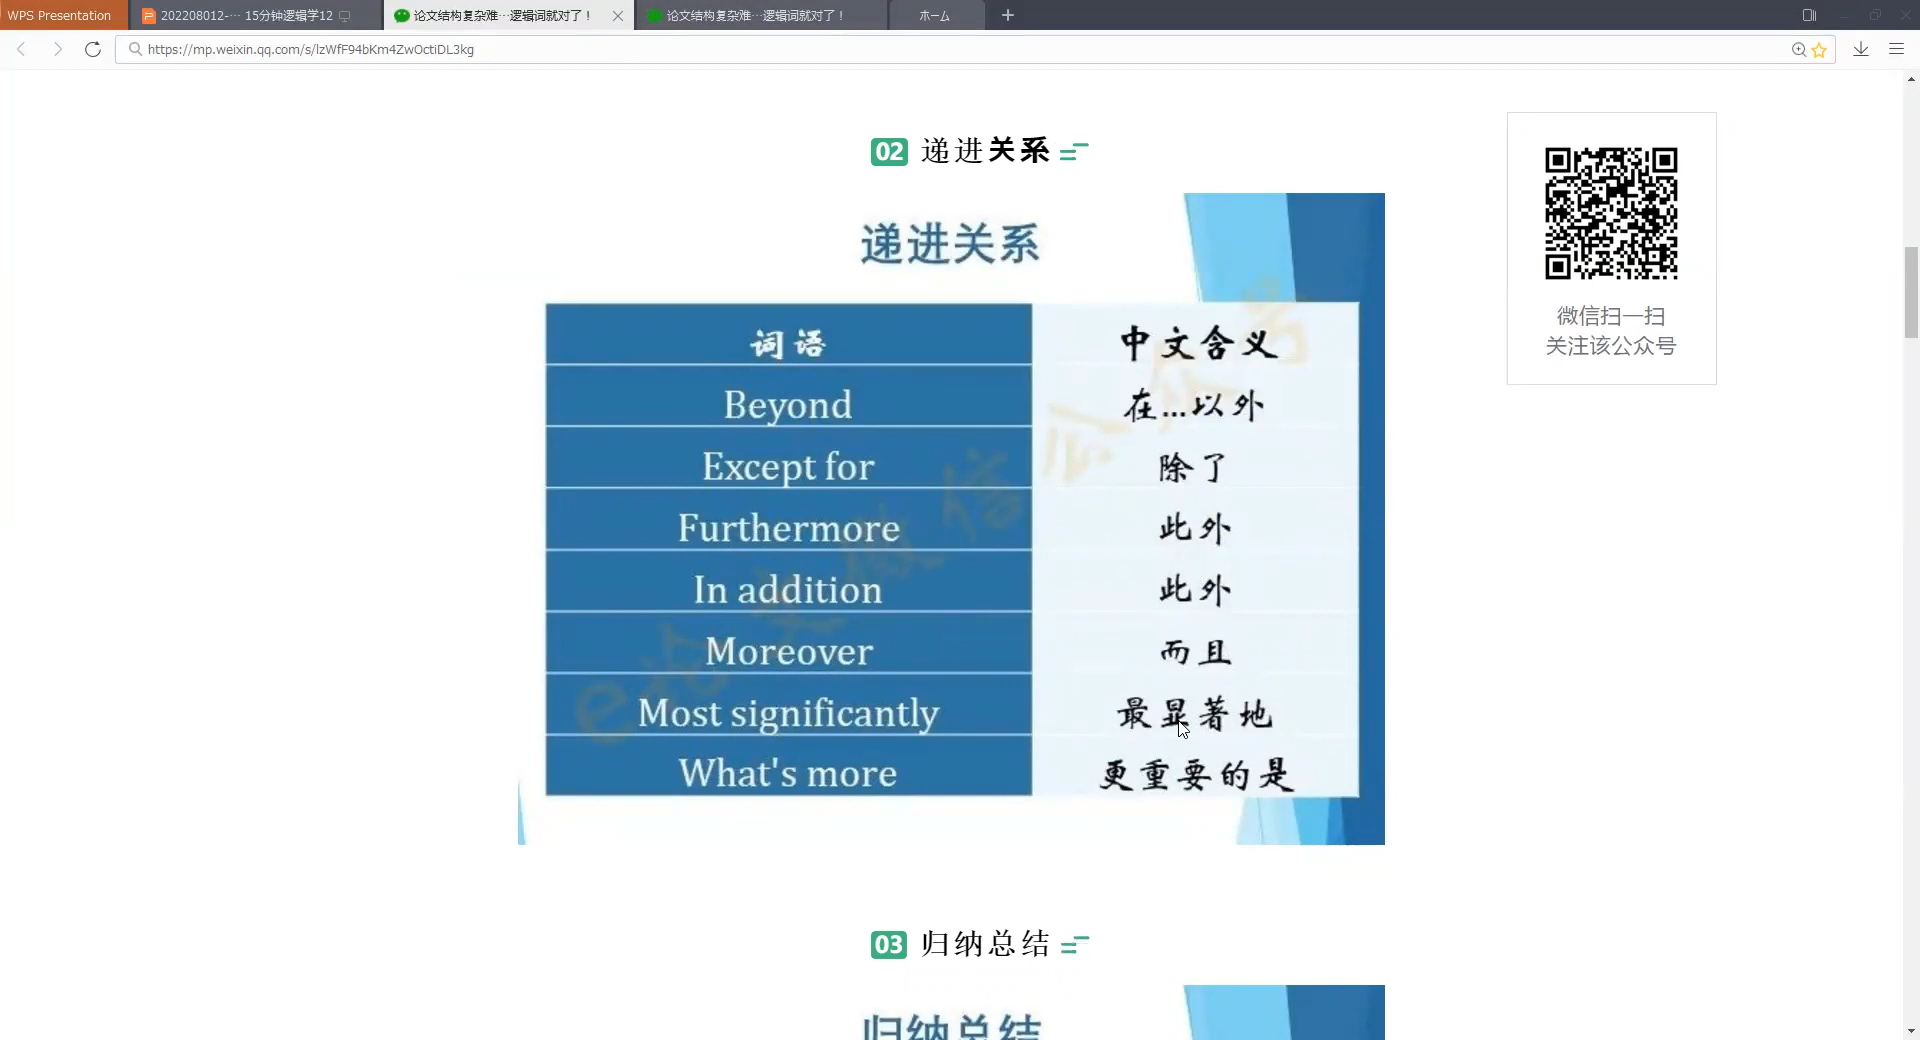 WPS Presentation
202208012-··· 15分钟逻辑学12
论文结构复杂难···逻辑词就对了！
论文结构复杂难···逻辑词就对了！
ホーム
https://mp.weixin.qq.com/s/lzWfF94bKm4ZwOctiDL3kg
02 递进关系
递进关系
词语 中文含义
Beyond 在...以外
Except for 除了
Furthermore 此外
In addition 此外
Moreover 而且
Most significantly 最显著地
What's more 更重要的是
微信扫一扫
关注该公众号
03 归纳总结
归纳总结